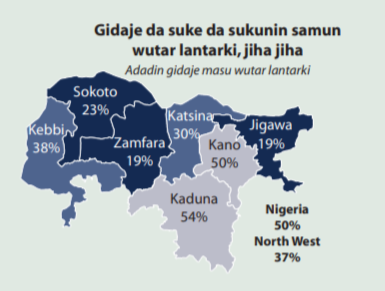 Gidaje da suke da sukunin samun
wutar lantarki, jiha jiha
Adadin gidaje masu wutar lantarki
Sokoto
23%
Kebbi
38%
Zamfara
19%
Katsina
30%
Kano
50%
Jigawa
19%
Kaduna
54%
Nigeria
50%
North West
37%